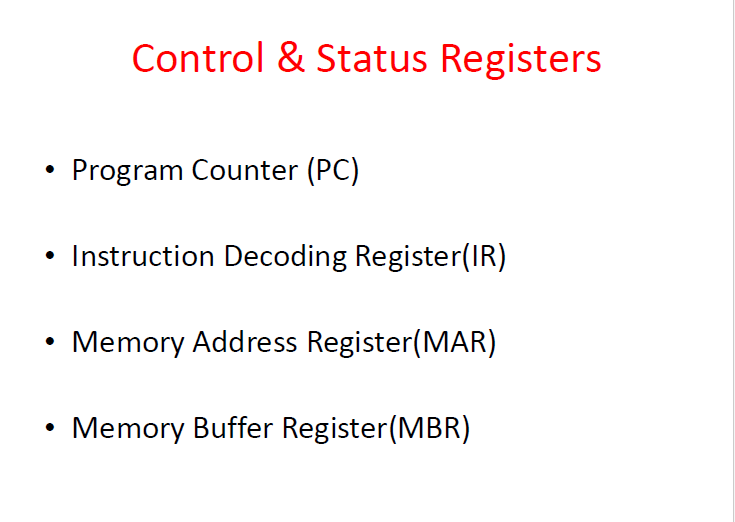 Control & Status Registers
• Program Counter (PC)
• Instruction Decoding Register(IR)
• Memory Address Register(MAR)
• Memory Buffer Register(MBR)